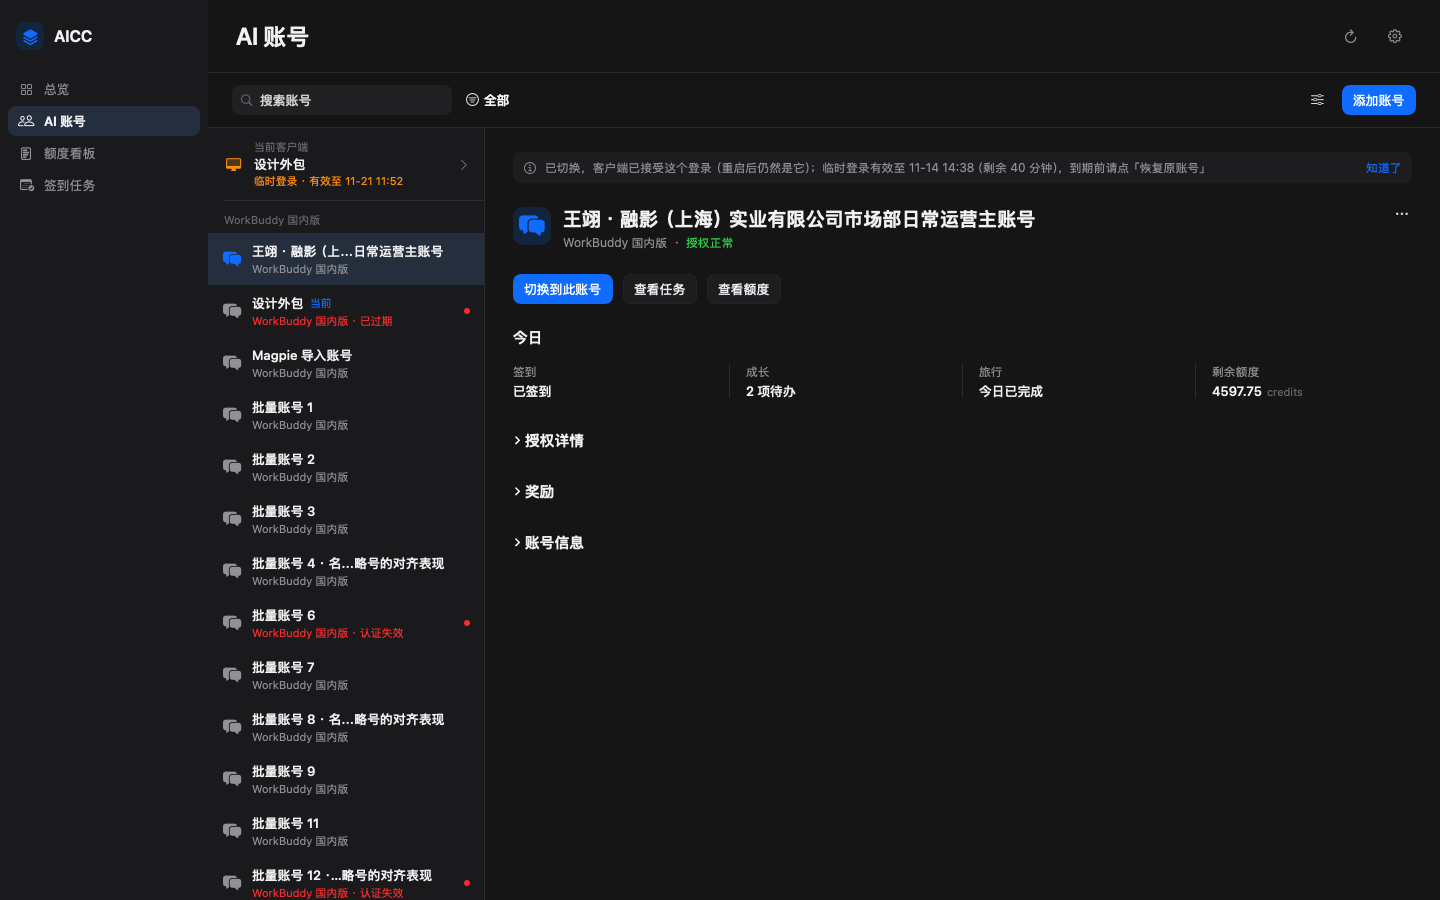 AICC
总览
AI 账号
额度看板
签到任务
AI 账号
搜索账号
全部
添加账号
当前客户端
设计外包
临时登录 · 有效至 11-21 11:52
WorkBuddy 国内版
王翊 · 融影（上...日常运营主账号
WorkBuddy 国内版
设计外包 当前
WorkBuddy 国内版 · 已过期
Magpie 导入账号
WorkBuddy 国内版
批量账号 1
WorkBuddy 国内版
批量账号 2
WorkBuddy 国内版
批量账号 3
WorkBuddy 国内版
批量账号 4 · 名...略号的对齐表现
WorkBuddy 国内版
批量账号 6
WorkBuddy 国内版 · 认证失效
批量账号 7
WorkBuddy 国内版
批量账号 8 · 名...略号的对齐表现
WorkBuddy 国内版
批量账号 9
WorkBuddy 国内版
批量账号 11
WorkBuddy 国内版
批量账号 12 ·...略号的对齐表现
WorkBuddy 国内版 · 认证失效
已切换，客户端已接受这个登录（重启后仍然是它）；临时登录有效至 11-14 14:38（剩余 40 分钟），到期前请点「恢复原账号」
知道了
王翊 · 融影（上海）实业有限公司市场部日常运营主账号
WorkBuddy 国内版 · 授权正常
切换到此账号
查看任务
查看额度
今日
签到
已签到
成长
2 项待办
旅行
今日已完成
剩余额度
4597.75 credits
授权详情
奖励
账号信息